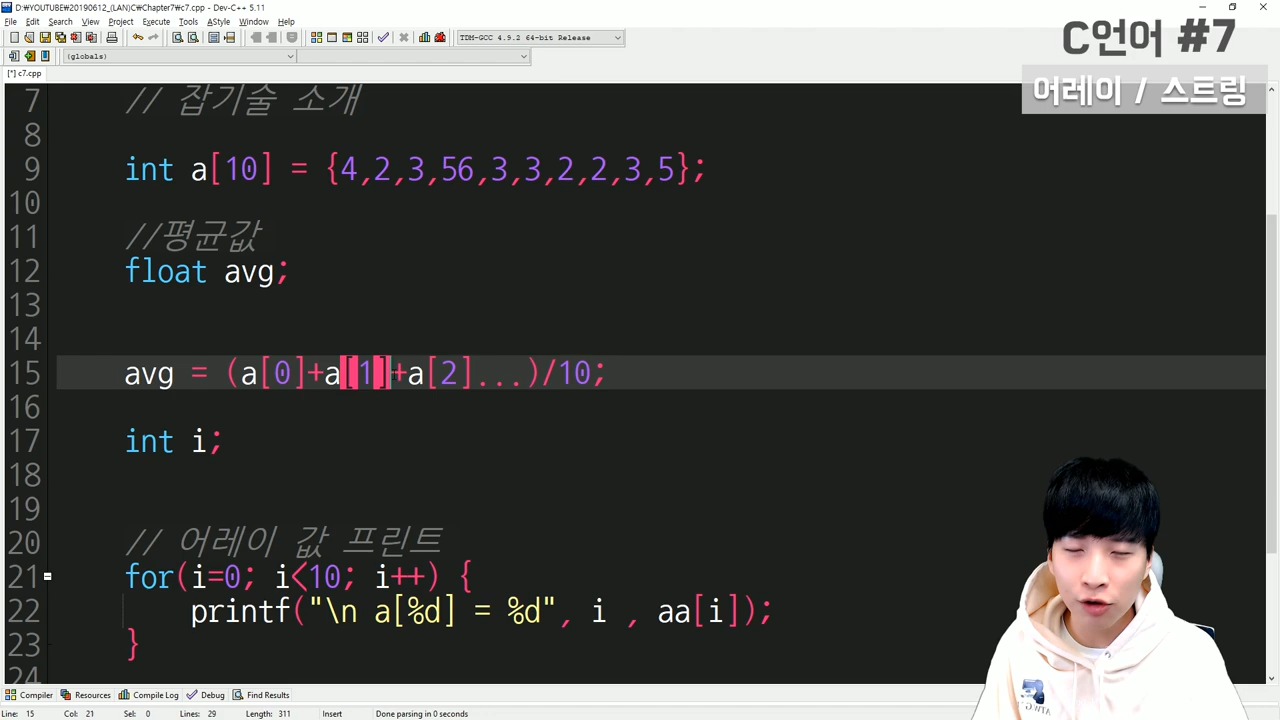 D:₩YOUTUBE₩20190612_(LAN)C₩Chapter7₩c7.cpp - Dev-C++ 5.11
File Edit Search View Project Execute Tools AStyle Window Help
TDM-GCC 4.9.2 64-bit Release
(globals)
[*] c7.cpp
C언어 #7
어레이 / 스트링
7 // 잡기술 소개
8
9 int a[10] = {4,2,3,56,3,3,2,2,3,5};
10
11 //평균값
12 float avg;
13
14
15 avg = (a[0]+a[1]+a[2]...)/10;
16
17 int i;
18
19
20 // 어레이 값 프린트
21 for(i=0; i<10; i++) {
22 printf("\n a[%d] = %d", i , aa[i]);
23 }
24
Compiler Resources Compile Log Debug Find Results
Line: 15 Col: 21 Sel: 0 Lines: 29 Length: 311 Insert Done parsing in 0 seconds